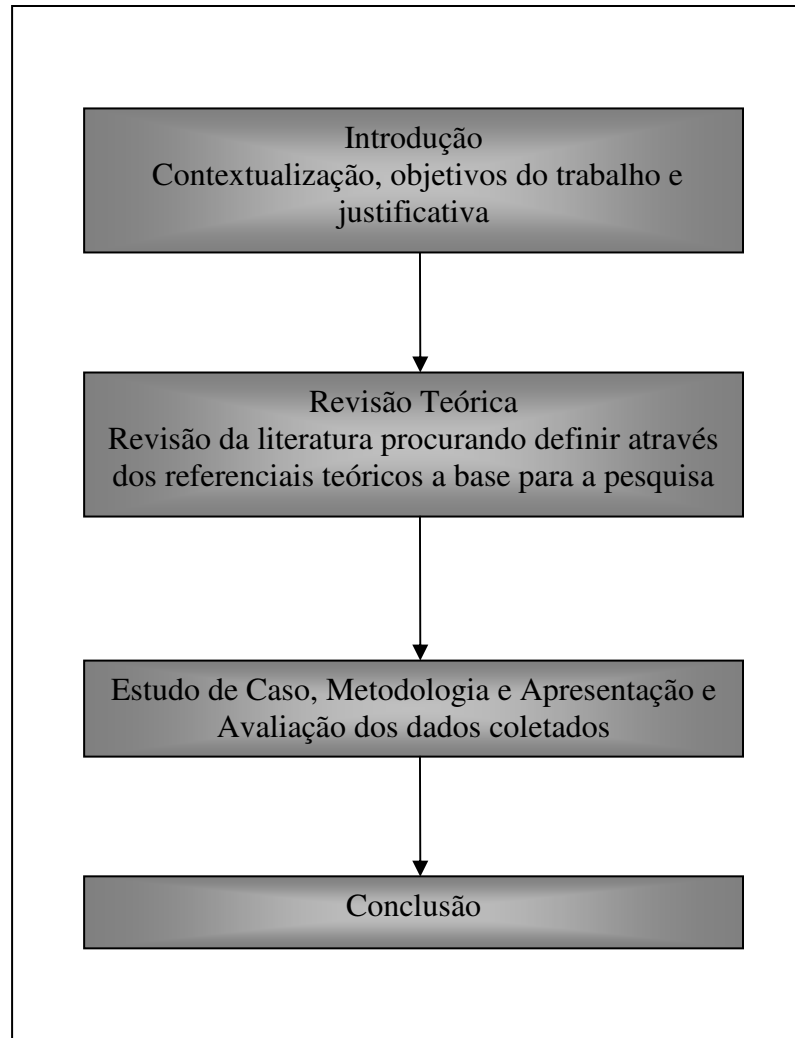 Introdução
Contextualização, objetivos do trabalho e
justificativa
Revisão Teórica
Revisão da literatura procurando definir através
dos referenciais teóricos a base para a pesquisa
Estudo de Caso, Metodologia e Apresentação e
Avaliação dos dados coletados
Conclusão